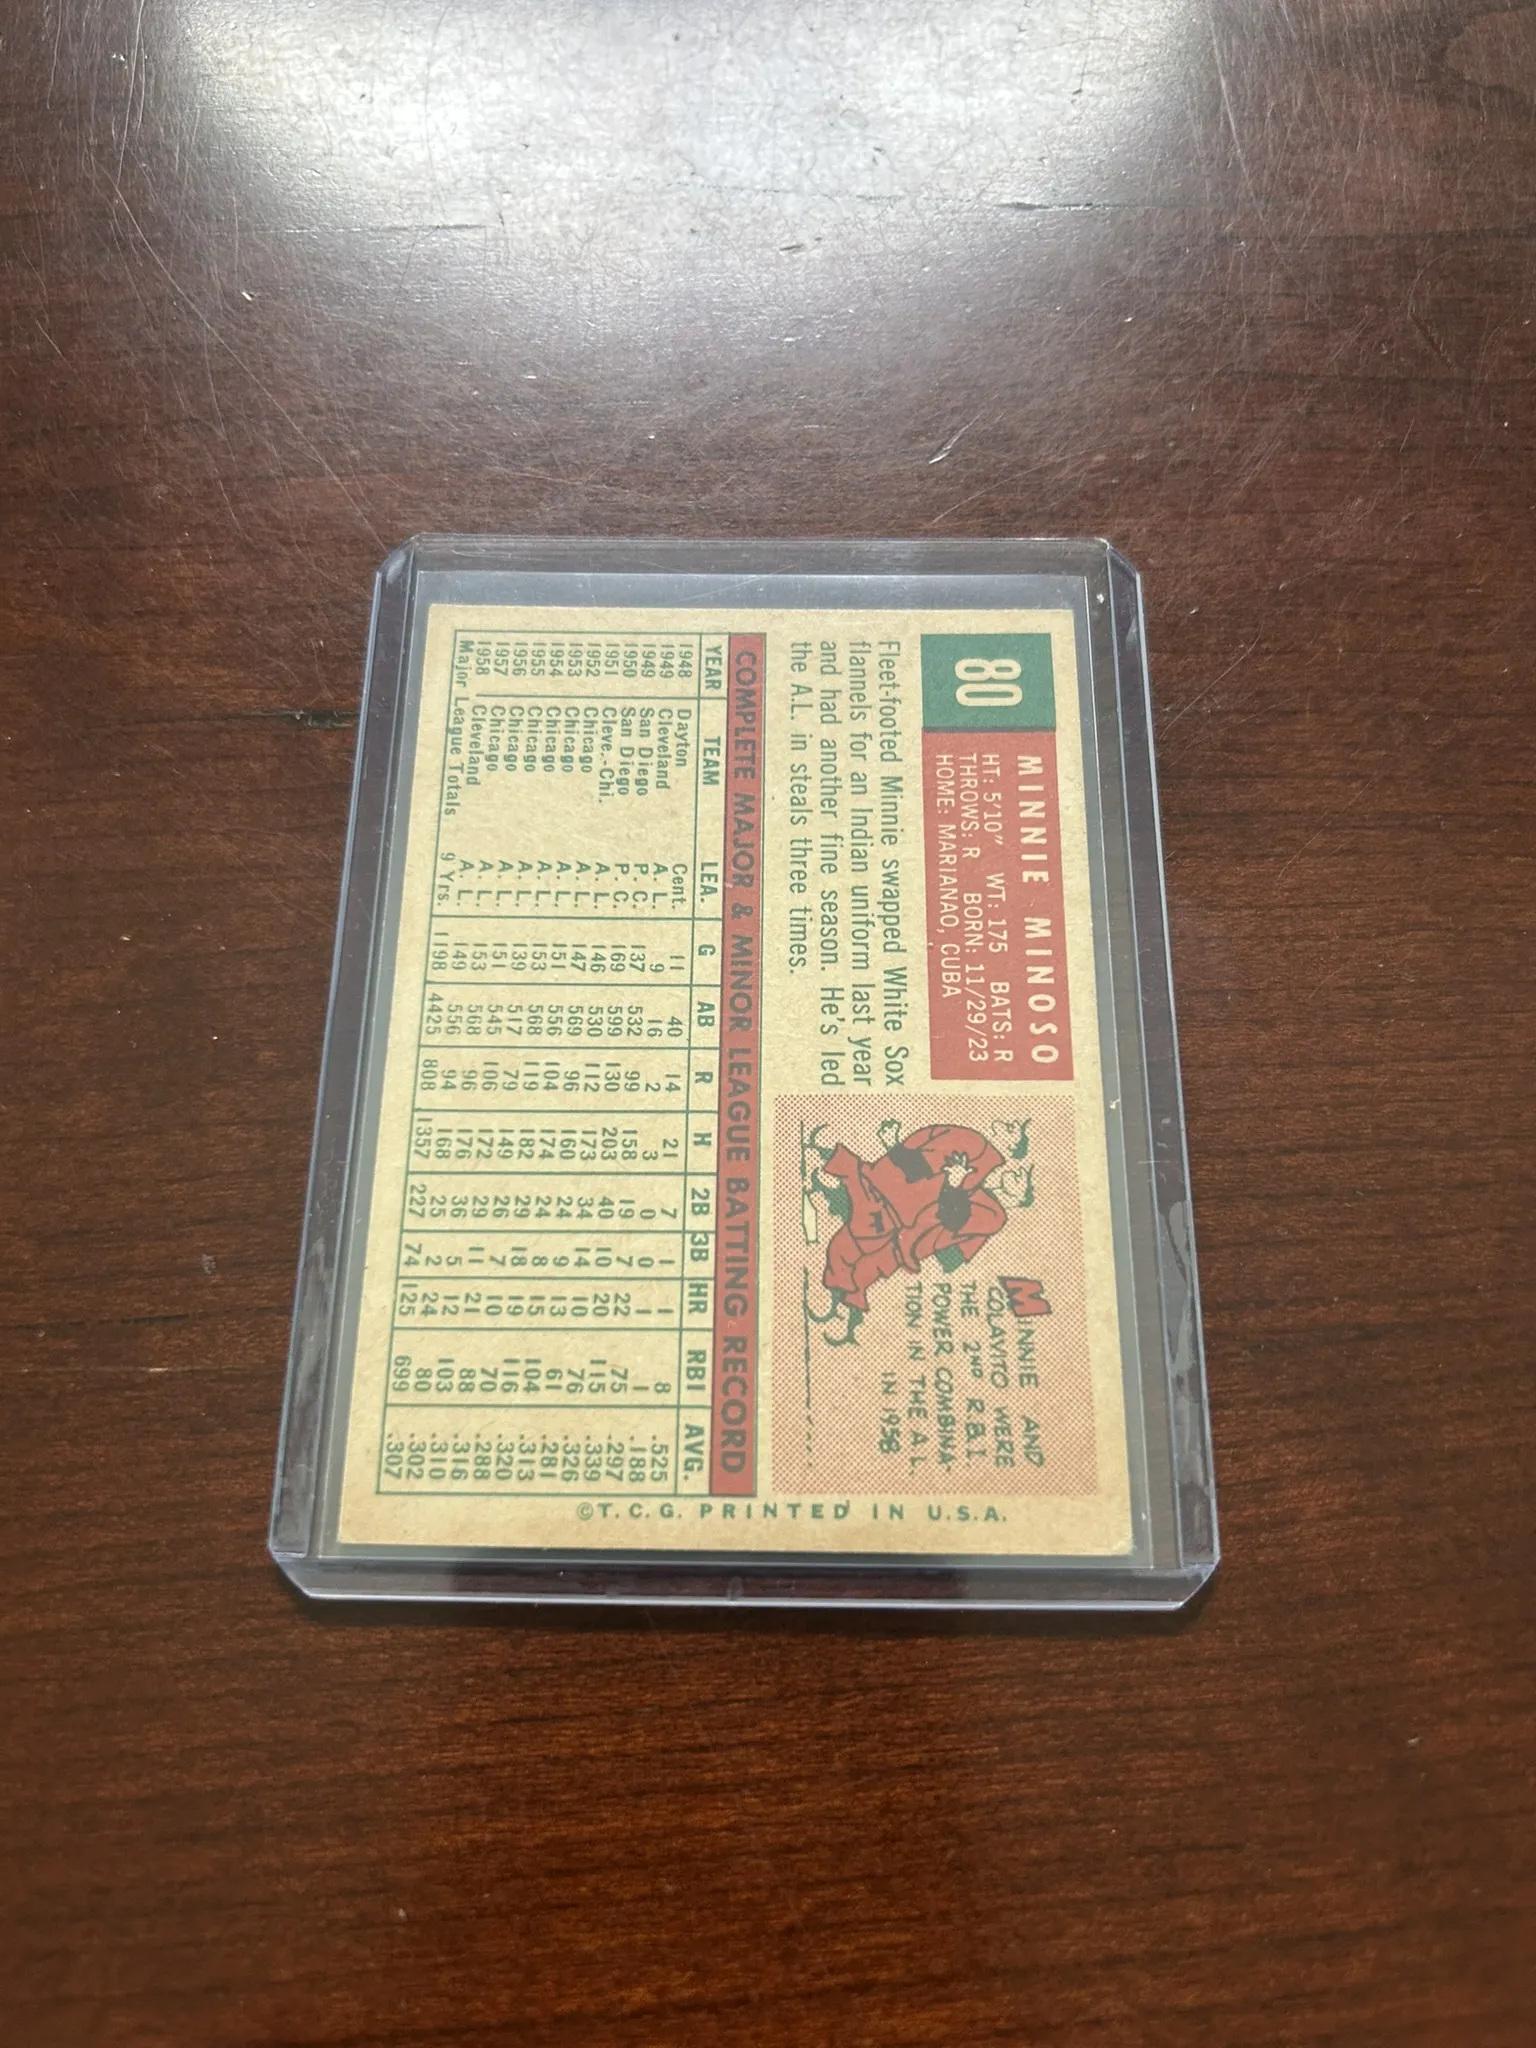 80
MINNIE MINOSO
HT: 5'10" WT: 175 BATS: R
THROWS: R BORN: 11/29/23
HOME: MARIANAO, CUBA
Fleet-footed Minnie swapped White Sox
flannels for an Indian uniform last year
and had another fine season. He's led
the A.L. in steals three times.
MINNIE AND
COLAVITO WERE
THE 2ND R.B.I.
POWER COMBINA-
TION IN THE A.L.
IN 1958
COMPLETE MAJOR & MINOR LEAGUE BATTING RECORD
YEAR TEAM LEA. G AB R H 2B 3B HR RBI AVG.
1948 Dayton Cent. 11 40 14 21 7 1 1 8 .525
1949 Cleveland A. L. 9 16 2 3 0 0 1 1 .188
1949 San Diego P. C. 137 532 99 158 19 7 22 75 .297
1950 San Diego P. C. 169 599 130 203 40 10 20 115 .339
1951 Cleve.-Chi. A. L. 146 530 112 173 34 14 10 76 .326
1952 Chicago A. L. 147 569 96 160 24 9 13 61 .281
1953 Chicago A. L. 151 556 104 174 24 8 15 104 .313
1954 Chicago A. L. 153 568 119 182 29 18 19 116 .320
1955 Chicago A. L. 139 517 79 149 26 7 10 70 .288
1956 Chicago A. L. 151 545 106 172 29 11 21 88 .316
1957 Chicago A. L. 153 568 96 176 36 5 12 103 .310
1958 Cleveland A. L. 149 556 94 168 25 2 24 80 .302
Major League Totals 9 Yrs. 1198 4425 808 1357 227 74 125 699 .307
©T. C. G. PRINTED IN U.S.A.